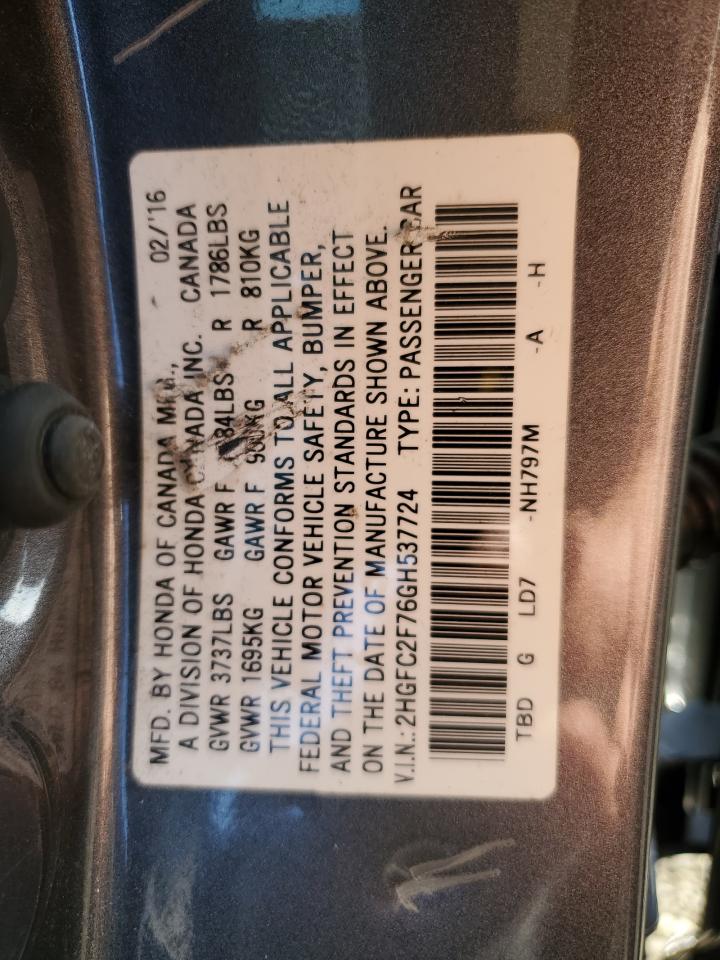 MFD. BY HONDA OF CANADA MFG., 02/'16
A DIVISION OF HONDA CANADA INC. CANADA
GVWR 3737LBS GAWR F R 1786LBS
GVWR 1695KG GAWR F R 810KG
THIS VEHICLE CONFORMS TO ALL APPLICABLE
FEDERAL MOTOR VEHICLE SAFETY, BUMPER,
AND THEFT PREVENTION STANDARDS IN EFFECT
ON THE DATE OF MANUFACTURE SHOWN ABOVE.
V.I.N.: 2HGFC2F76GH537724 TYPE: PASSENGER CAR
TBD G LD7 -NH797M -A -H